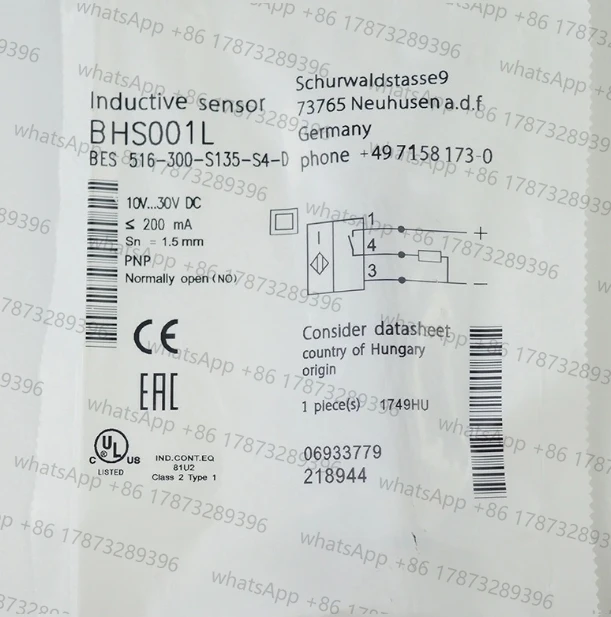 Inductive sensor
BHS001L
BES 516-300-S135-S4-D
Schurwaldstasse9
73765 Neuhusen a.d.f
Germany
phone +49 7158 173-0
10V...30V DC
≤ 200 mA
Sn = 1.5 mm
PNP
Normally open (NO)
1
4
3
+
−
CE
EAC
Consider datasheet
country of Hungary
origin
1 piece(s) 1749HU
06933779
218944
C UL ® US
LISTED
IND.CONT.EQ
81U2
Class 2 Type 1
whatsApp +86 17873289396